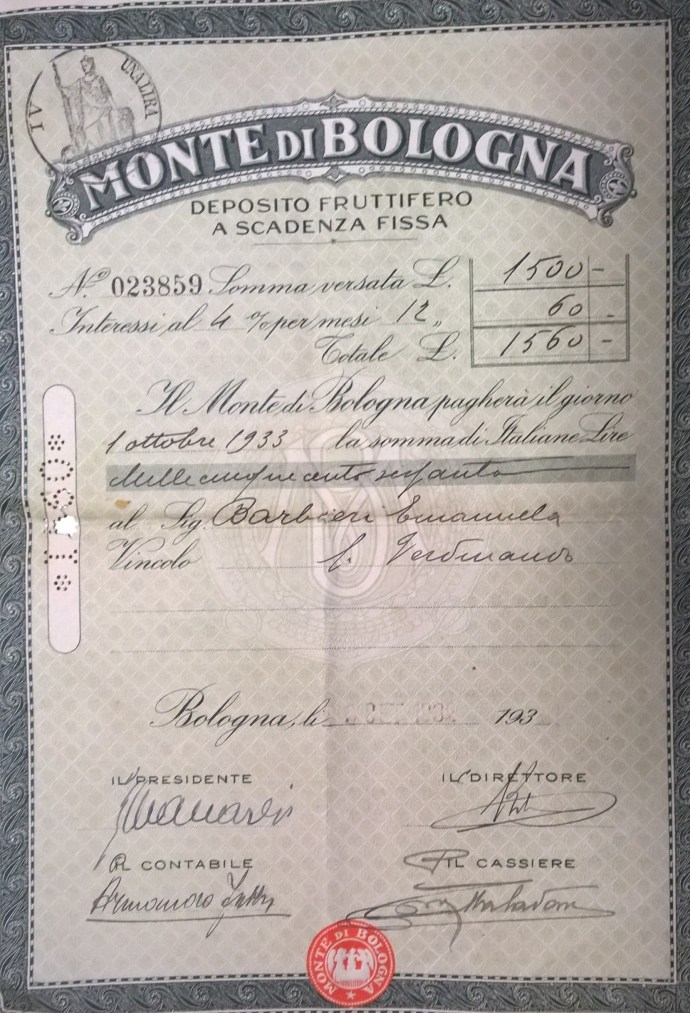 IV UNA LIRA
MONTE DI BOLOGNA
DEPOSITO FRUTTIFERO
A SCADENZA FISSA
N.º 023859 Somma versata L. 1500 -
Interessi al 4 % per mesi 12 „ 60 -
Totale L. 1560 -
Il Monte di Bologna pagherà il giorno
1 ottobre 1933 la somma di Italiane Lire
Millecinquecentosessanta
al Sig. Barbieri Emanuela
Vincolo f. Ferdinando
*1560*
Bologna, li 193
IL PRESIDENTE IL DIRETTORE
IL CONTABILE IL CASSIERE
MONTE DI BOLOGNA